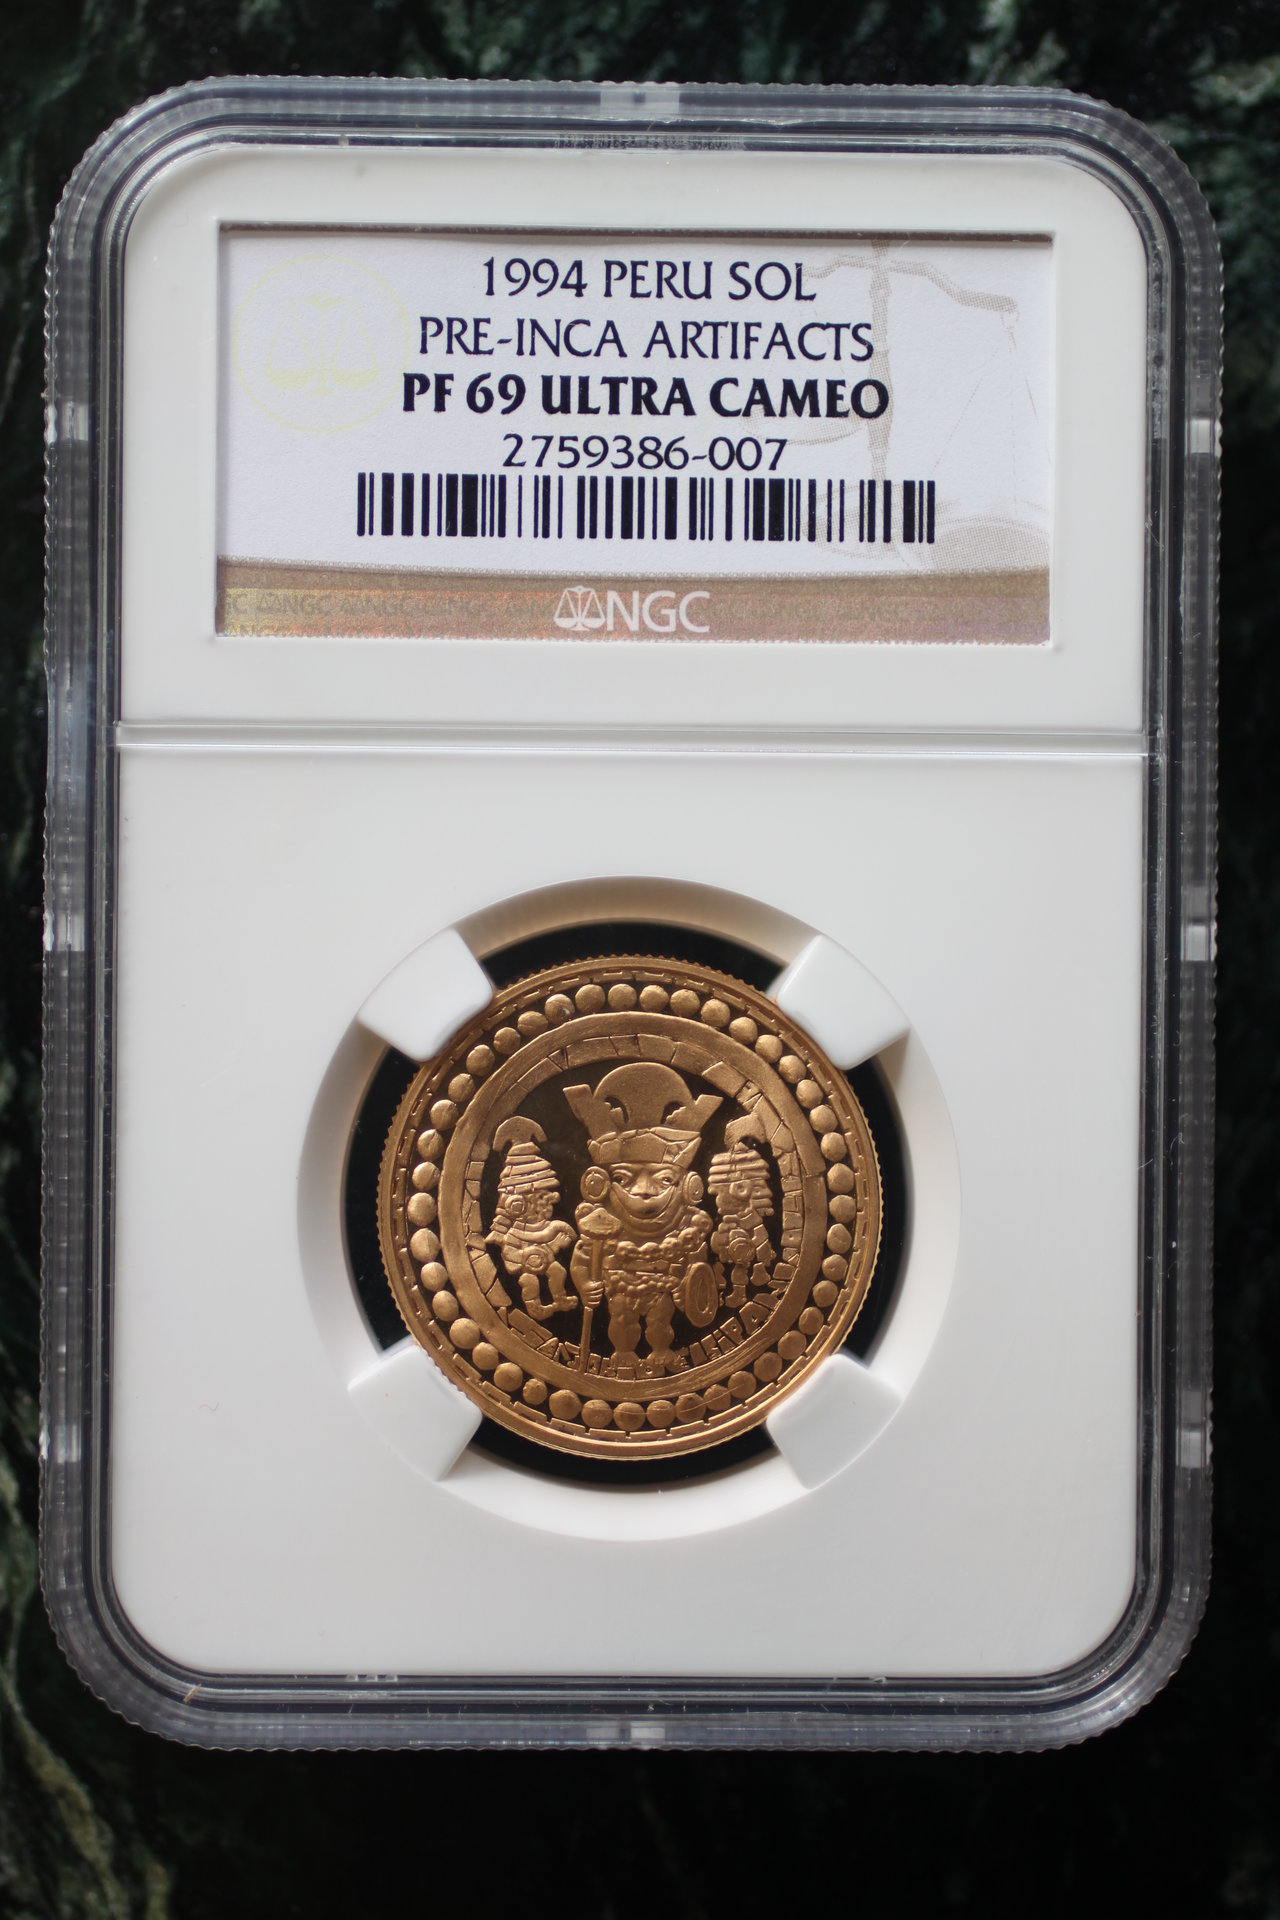 1994 PERU SOL
PRE-INCA ARTIFACTS
PF 69 ULTRA CAMEO
2759386-007
NGC